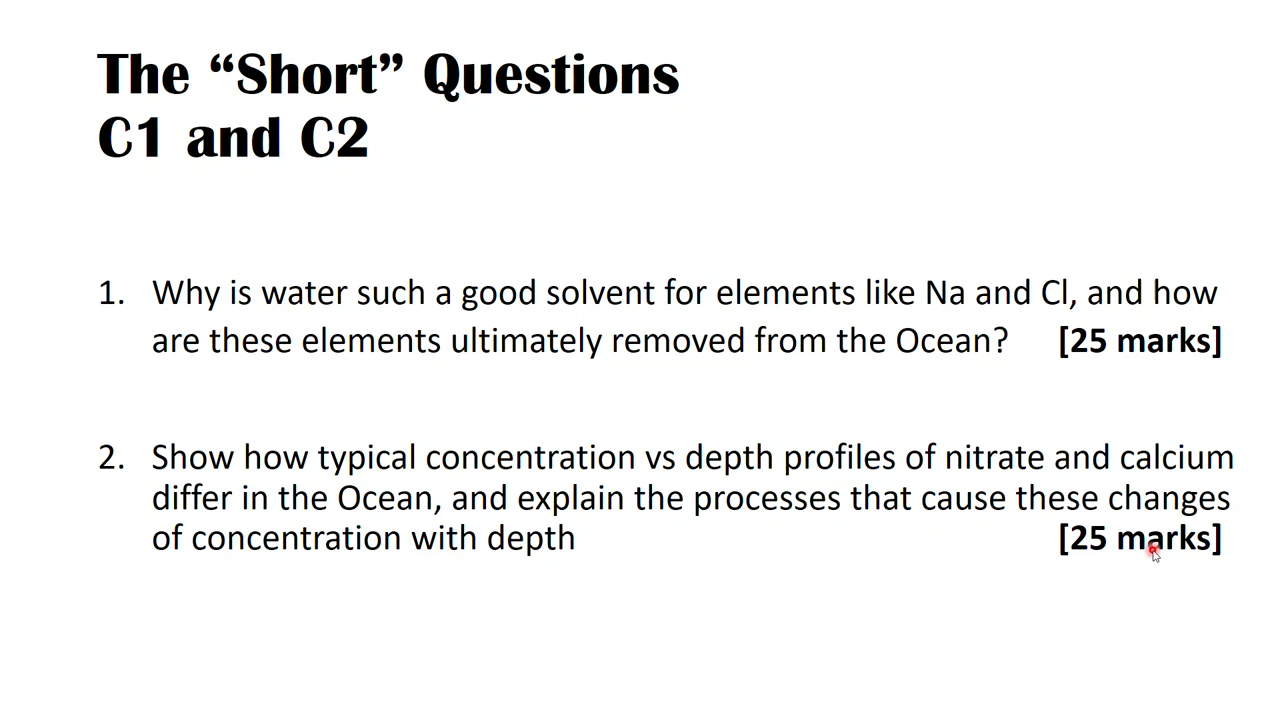 The “Short” Questions
C1 and C2
1. Why is water such a good solvent for elements like Na and Cl, and how
are these elements ultimately removed from the Ocean? [25 marks]
2. Show how typical concentration vs depth profiles of nitrate and calcium
differ in the Ocean, and explain the processes that cause these changes
of concentration with depth [25 marks]